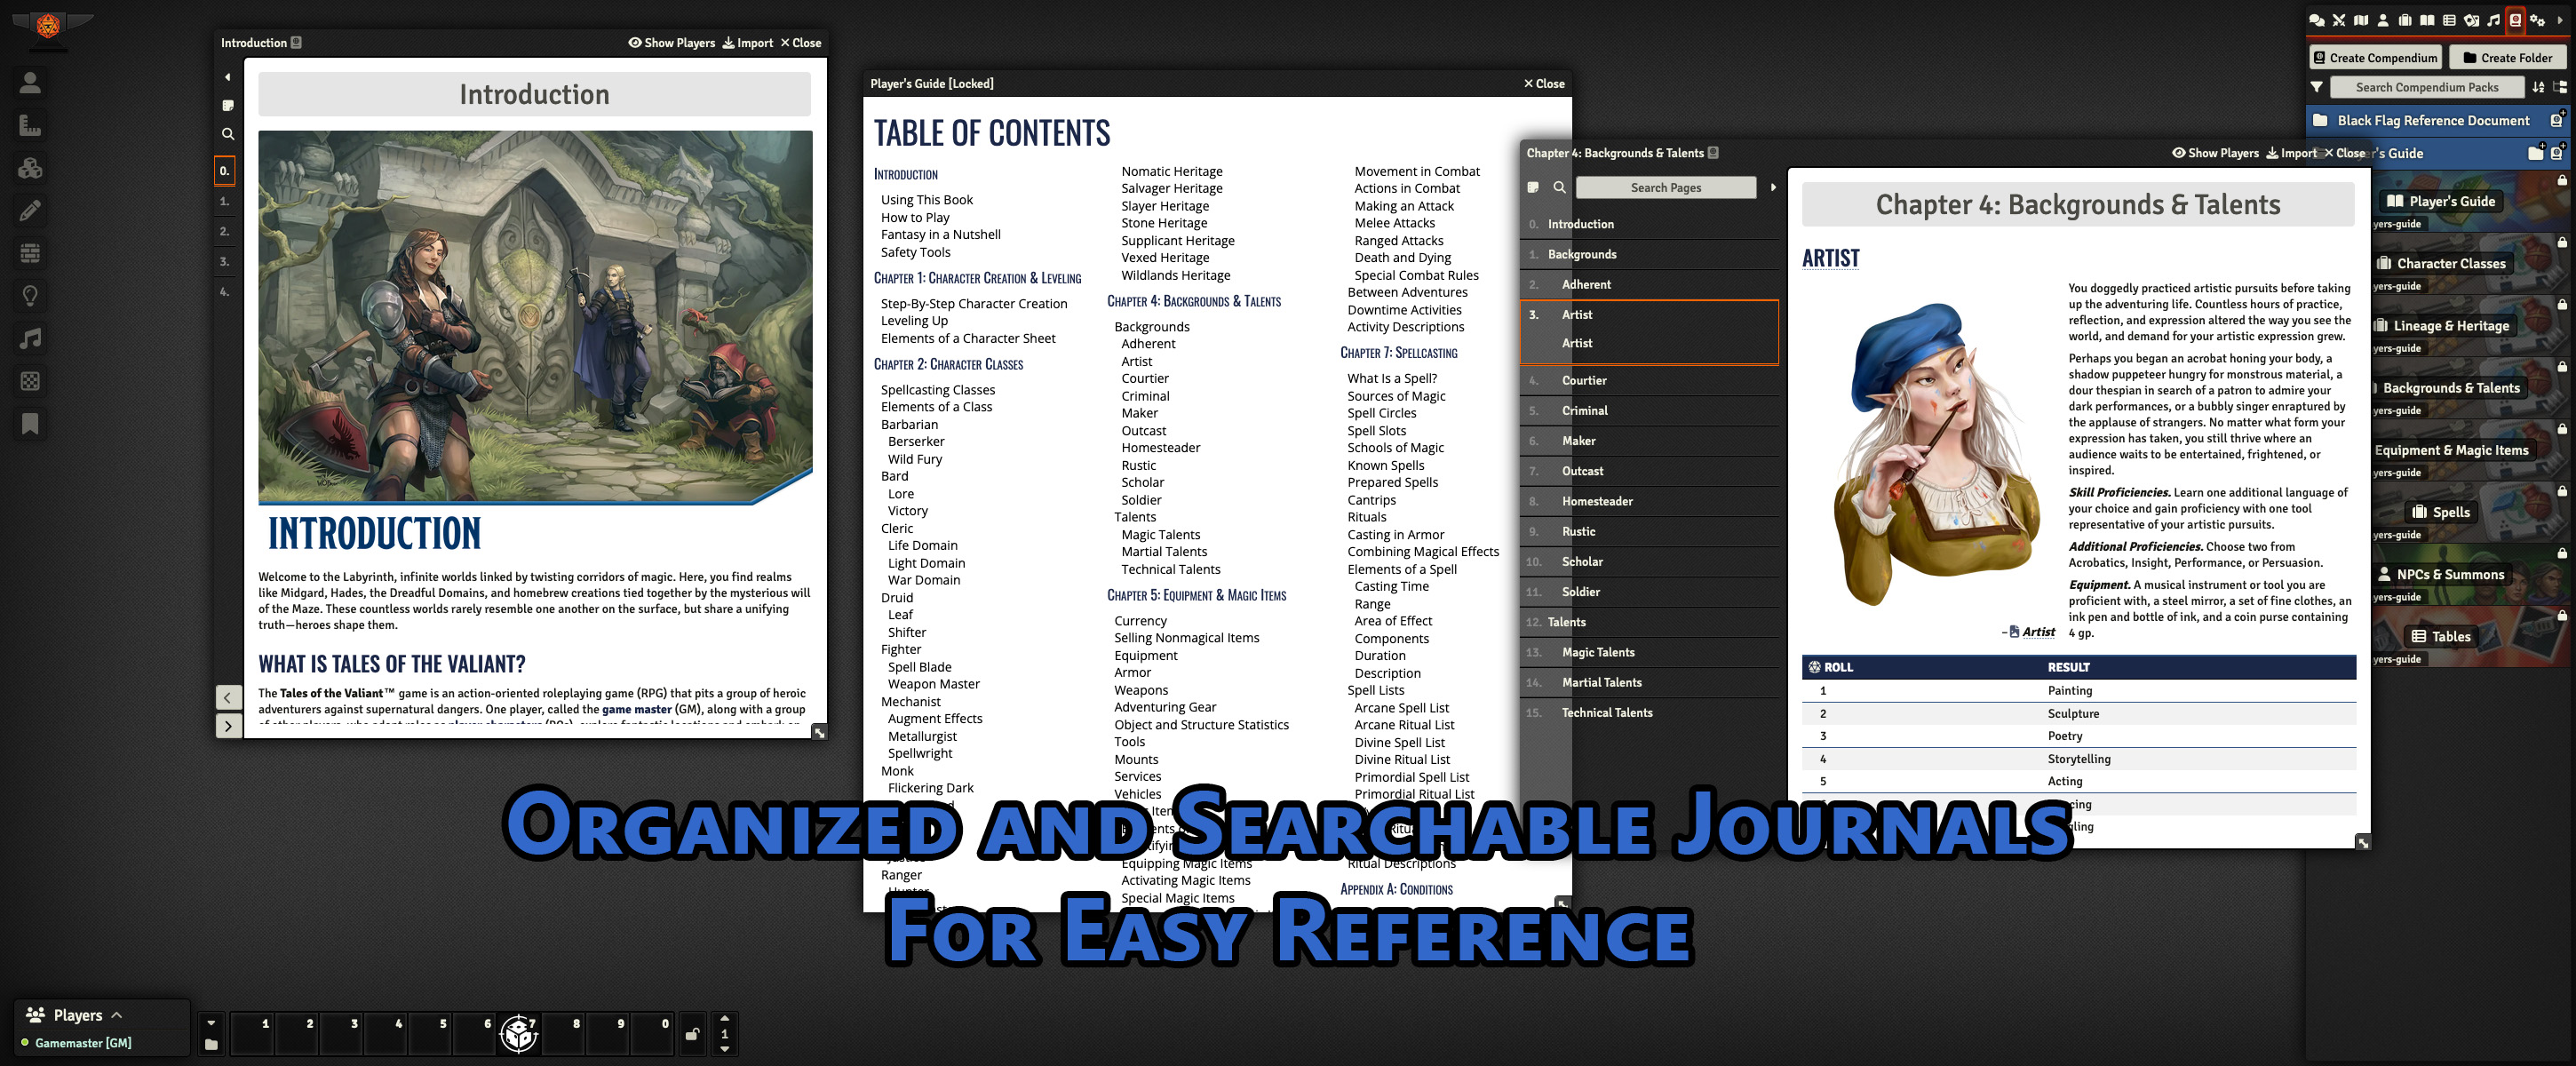 Introduction
Show Players Import Close
0.
1.
2.
3.
4.
Introduction
INTRODUCTION
Welcome to the Labyrinth, infinite worlds linked by twisting corridors of magic. Here, you find realms
like Midgard, Hades, the Dreadful Domains, and homebrew creations tied together by the mysterious will
of the Maze. These countless worlds rarely resemble one another on the surface, but share a unifying
truth—heroes shape them.
WHAT IS TALES OF THE VALIANT?
The Tales of the Valiant™ game is an action-oriented roleplaying game (RPG) that pits a group of heroic
adventurers against supernatural dangers. One player, called the game master (GM), along with a group
Player's Guide [Locked]
Close
TABLE OF CONTENTS
Introduction
Using This Book
How to Play
Fantasy in a Nutshell
Safety Tools
Chapter 1: Character Creation & Leveling
Step-By-Step Character Creation
Leveling Up
Elements of a Character Sheet
Chapter 2: Character Classes
Spellcasting Classes
Elements of a Class
Barbarian
Berserker
Wild Fury
Bard
Lore
Victory
Cleric
Life Domain
Light Domain
War Domain
Druid
Leaf
Shifter
Fighter
Spell Blade
Weapon Master
Mechanist
Augment Effects
Metallurgist
Spellwright
Monk
Flickering Dark
Ranger
Nomatic Heritage
Salvager Heritage
Slayer Heritage
Stone Heritage
Supplicant Heritage
Vexed Heritage
Wildlands Heritage
Chapter 4: Backgrounds & Talents
Backgrounds
Adherent
Artist
Courtier
Criminal
Maker
Outcast
Homesteader
Rustic
Scholar
Soldier
Talents
Magic Talents
Martial Talents
Technical Talents
Chapter 5: Equipment & Magic Items
Currency
Selling Nonmagical Items
Equipment
Armor
Weapons
Adventuring Gear
Object and Structure Statistics
Tools
Mounts
Services
Vehicles
Equipping Magic Items
Activating Magic Items
Special Magic Items
Movement in Combat
Actions in Combat
Making an Attack
Melee Attacks
Ranged Attacks
Death and Dying
Special Combat Rules
Between Adventures
Downtime Activities
Activity Descriptions
Chapter 7: Spellcasting
What Is a Spell?
Sources of Magic
Spell Circles
Spell Slots
Schools of Magic
Known Spells
Prepared Spells
Cantrips
Rituals
Casting in Armor
Combining Magical Effects
Elements of a Spell
Casting Time
Range
Area of Effect
Components
Duration
Description
Spell Lists
Arcane Spell List
Arcane Ritual List
Divine Spell List
Divine Ritual List
Primordial Spell List
Primordial Ritual List
Ritual Descriptions
Appendix A: Conditions
Chapter 4: Backgrounds & Talents
Show Players Import Close
Search Pages
0. Introduction
1. Backgrounds
2. Adherent
3. Artist
Artist
4. Courtier
5. Criminal
6. Maker
7. Outcast
8. Homesteader
9. Rustic
10. Scholar
11. Soldier
12. Talents
13. Magic Talents
14. Martial Talents
15. Technical Talents
Chapter 4: Backgrounds & Talents
ARTIST
You doggedly practiced artistic pursuits before taking
up the adventuring life. Countless hours of practice,
reflection, and expression altered the way you see the
world, and demand for your artistic expression grew.
Perhaps you began an acrobat honing your body, a
shadow puppeteer hungry for monstrous material, a
dour thespian in search of a patron to admire your
dark performances, or a bubbly singer enraptured by
the applause of strangers. No matter what form your
expression has taken, you still thrive where an
audience waits to be entertained, frightened, or
inspired.
Skill Proficiencies. Learn one additional language of
your choice and gain proficiency with one tool
representative of your artistic pursuits.
Additional Proficiencies. Choose two from
Acrobatics, Insight, Performance, or Persuasion.
Equipment. A musical instrument or tool you are
proficient with, a steel mirror, a set of fine clothes, an
ink pen and bottle of ink, and a coin purse containing
4 gp.
– Artist
ROLL RESULT
1 Painting
2 Sculpture
3 Poetry
4 Storytelling
5 Acting
Create Compendium Create Folder
Search Compendium Packs
Black Flag Reference Document
er's Guide
Player's Guide
yers-guide
Character Classes
yers-guide
Lineage & Heritage
yers-guide
Backgrounds & Talents
yers-guide
Equipment & Magic Items
yers-guide
Spells
yers-guide
NPCs & Summons
yers-guide
Tables
yers-guide
Organized and Searchable Journals
For Easy Reference
Players
Gamemaster [GM]
1 2 3 4 5 6 7 8 9 0
1